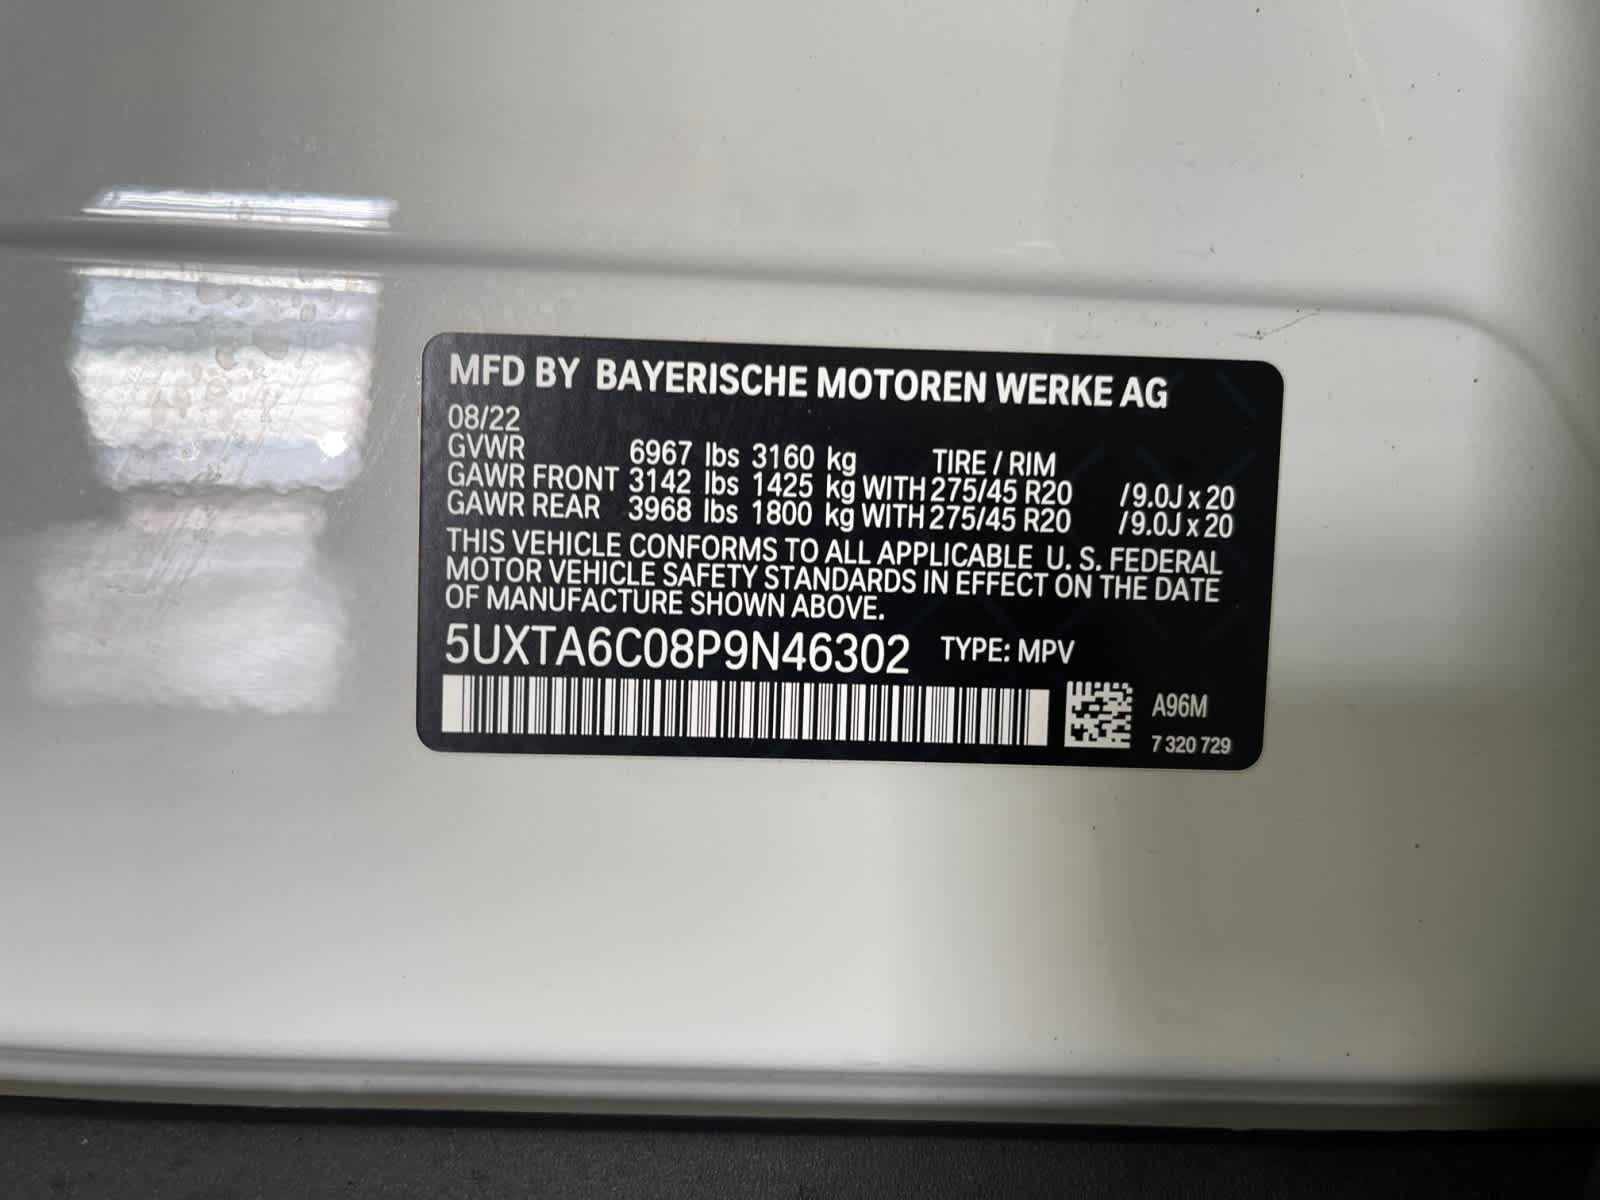 MFD BY BAYERISCHE MOTOREN WERKE AG
08/22
GVWR 6967 lbs 3160 kg TIRE / RIM
GAWR FRONT 3142 lbs 1425 kg WITH 275/45 R20 /9.0J x 20
GAWR REAR 3968 lbs 1800 kg WITH 275/45 R20 /9.0J x 20
THIS VEHICLE CONFORMS TO ALL APPLICABLE U. S. FEDERAL
MOTOR VEHICLE SAFETY STANDARDS IN EFFECT ON THE DATE
OF MANUFACTURE SHOWN ABOVE.
5UXTA6C08P9N46302 TYPE: MPV
A96M
7 320 729